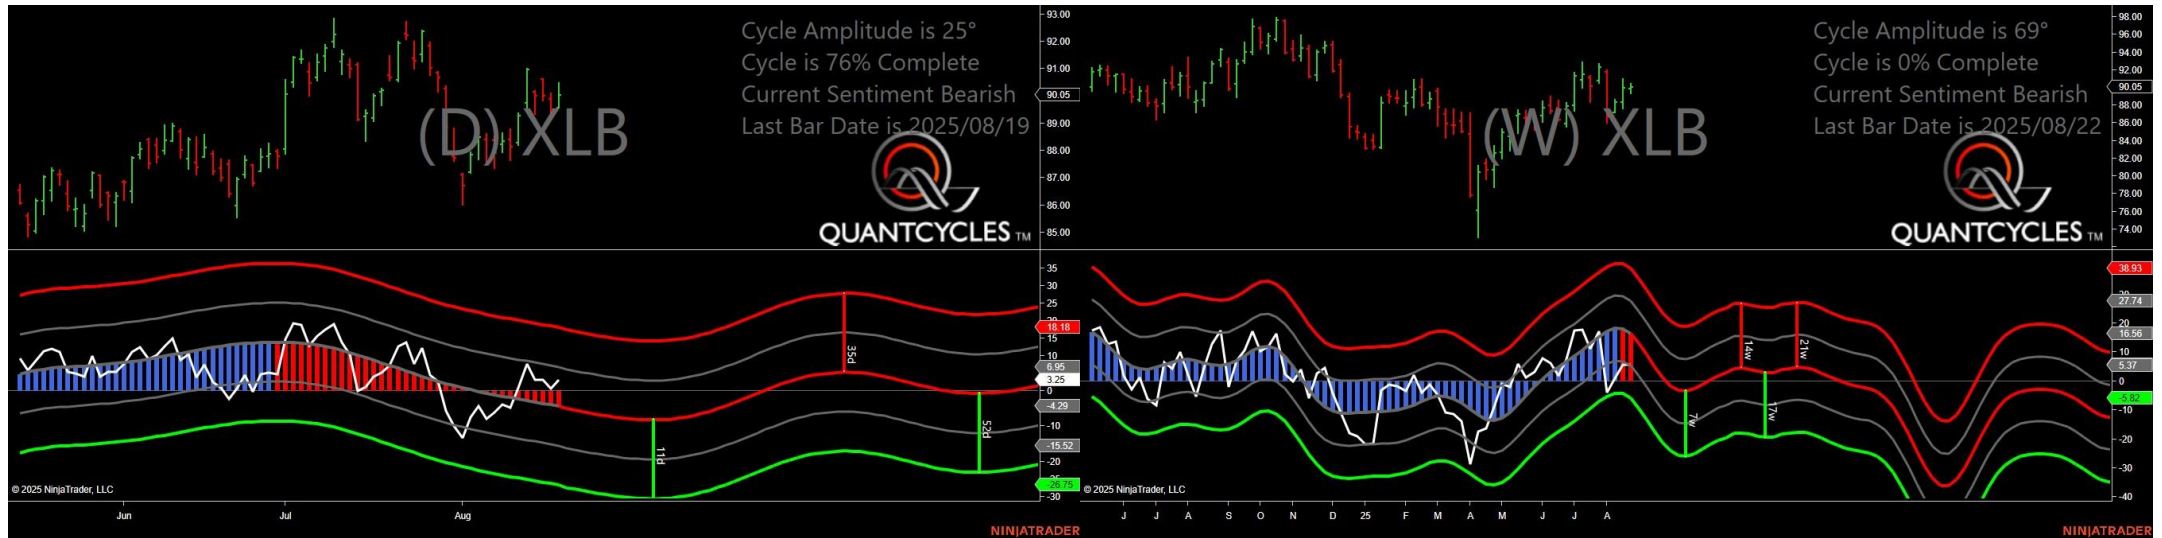 Cycle Amplitude is 25°
Cycle is 76% Complete
Current Sentiment Bearish
Last Bar Date is 2025/08/19
(D) XLB
QUANTCYCLES TM
93.00
92.00
91.00
90.05
89.00
88.00
87.00
86.00
85.00
35
30
25
20
18.18
15
10
6.95
3.25
0
-4.29
-10
-15.52
-20
-26.75
-30
11d
35d
52d
© 2025 NinjaTrader, LLC
Jun
Jul
Aug
NINJATRADER
Cycle Amplitude is 69°
Cycle is 0% Complete
Current Sentiment Bearish
Last Bar Date is 2025/08/22
(W) XLB
QUANTCYCLES TM
98.00
96.00
94.00
92.00
90.05
88.00
86.00
84.00
82.00
80.00
78.00
76.00
74.00
38.93
27.74
16.56
10
5.37
0
-5.82
-10
-20
-30
-40
7w
14w
17w
21w
© 2025 NinjaTrader, LLC
J
J
A
S
O
N
D
25
F
M
A
M
J
J
A
NINJATRADER